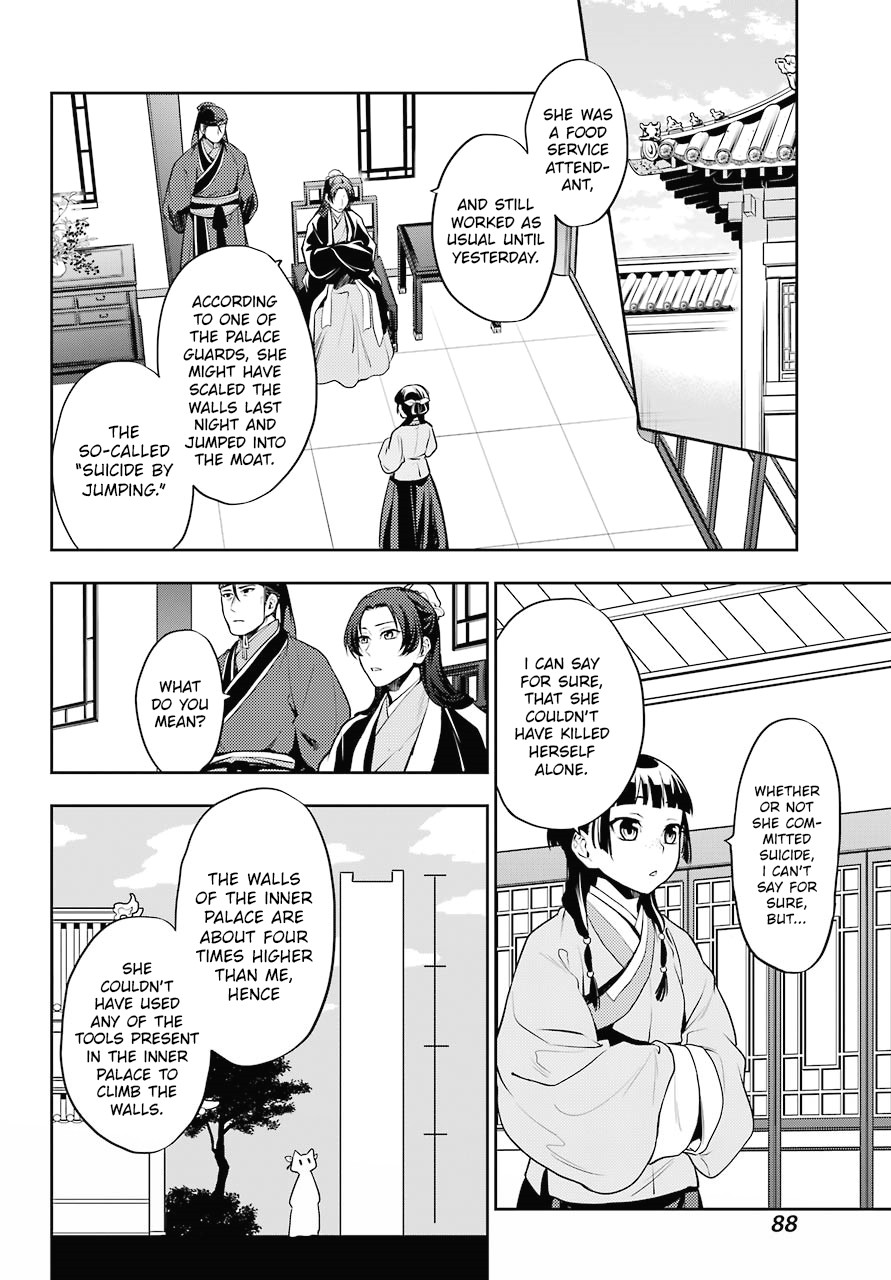 SHE WAS
A FOOD
SERVICE
ATTEND-
ANT,
AND STILL
WORKED AS
USUAL UNTIL
YESTERDAY.
ACCORDING
TO ONE OF
THE PALACE
GUARDS, SHE
MIGHT HAVE
SCALED THE
WALLS LAST
NIGHT AND
JUMPED INTO
THE MOAT.
THE
SO-CALLED
"SUICIDE BY
JUMPING."
WHETHER
OR NOT
SHE COM-
MITTED
SUICIDE,
I CAN'T
SAY FOR
SURE,
BUT...
I CAN SAY
FOR SURE,
THAT SHE
COULDN'T
HAVE KILLED
HERSELF
ALONE.
WHAT
DO YOU
MEAN?
THE WALLS
OF THE INNER
PALACE ARE
ABOUT FOUR
TIMES HIGHER
THAN ME,
HENCE
SHE
COULDN'T
HAVE USED
ANY OF THE
TOOLS PRESENT
IN THE INNER
PALACE TO
CLIMB THE
WALLS.
88